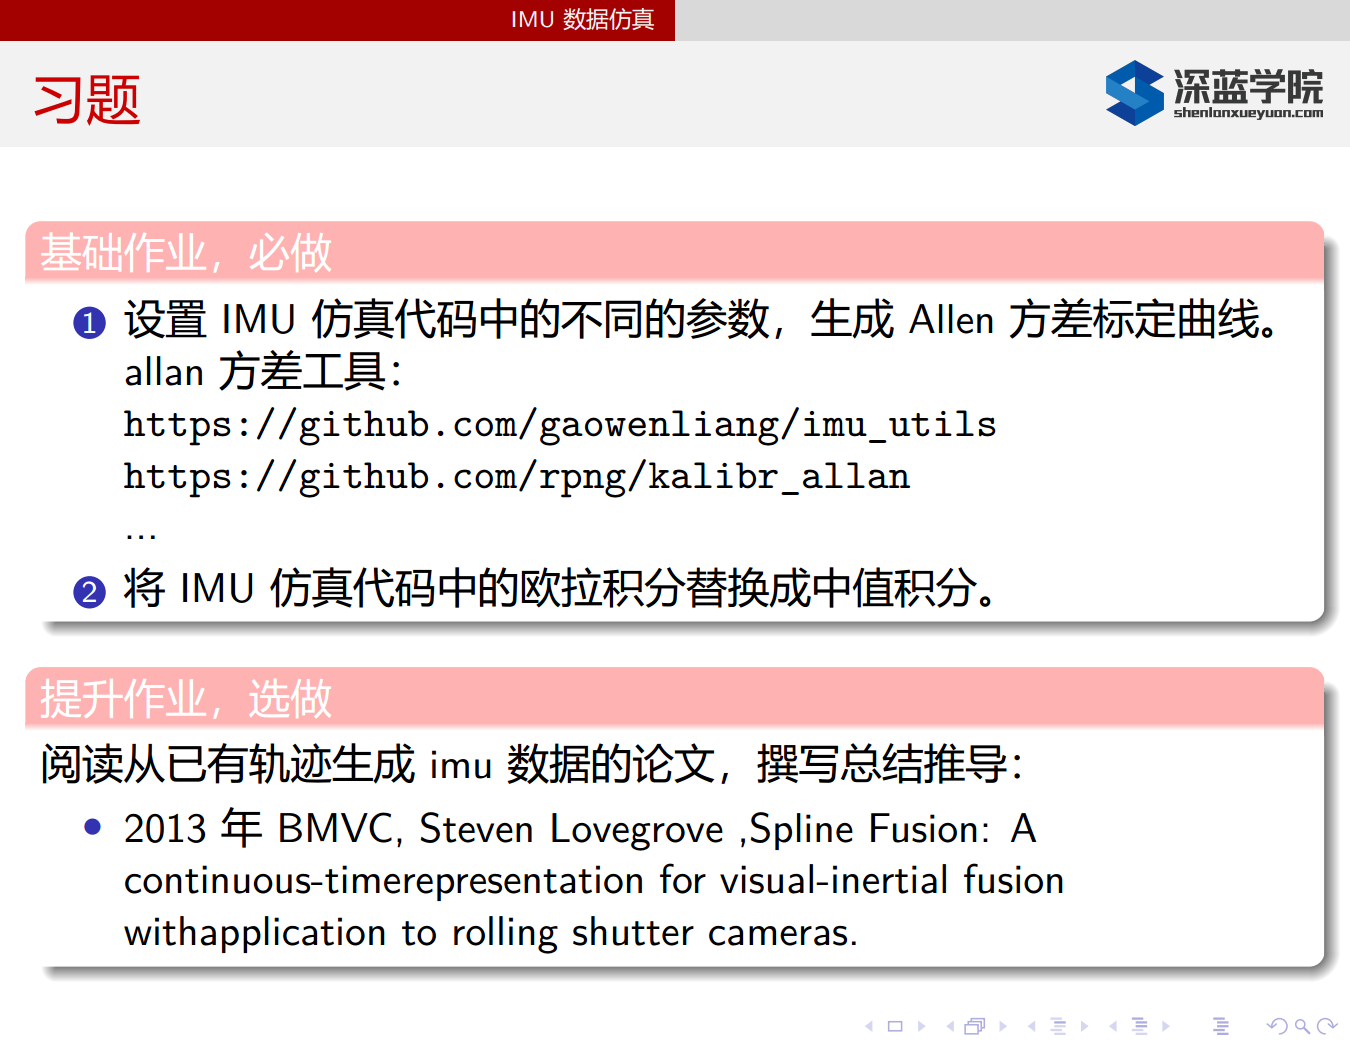 IMU 数据仿真
习题
深蓝学院
shenlanxueyuan.com
基础作业，必做
1 设置 IMU 仿真代码中的不同的参数，生成 Allen 方差标定曲线。
allan 方差工具：
https://github.com/gaowenliang/imu_utils
https://github.com/rpng/kalibr_allan
...
2 将 IMU 仿真代码中的欧拉积分替换成中值积分。
提升作业，选做
阅读从已有轨迹生成 imu 数据的论文，撰写总结推导：
• 2013 年 BMVC, Steven Lovegrove ,Spline Fusion: A
continuous-timerepresentation for visual-inertial fusion
withapplication to rolling shutter cameras.